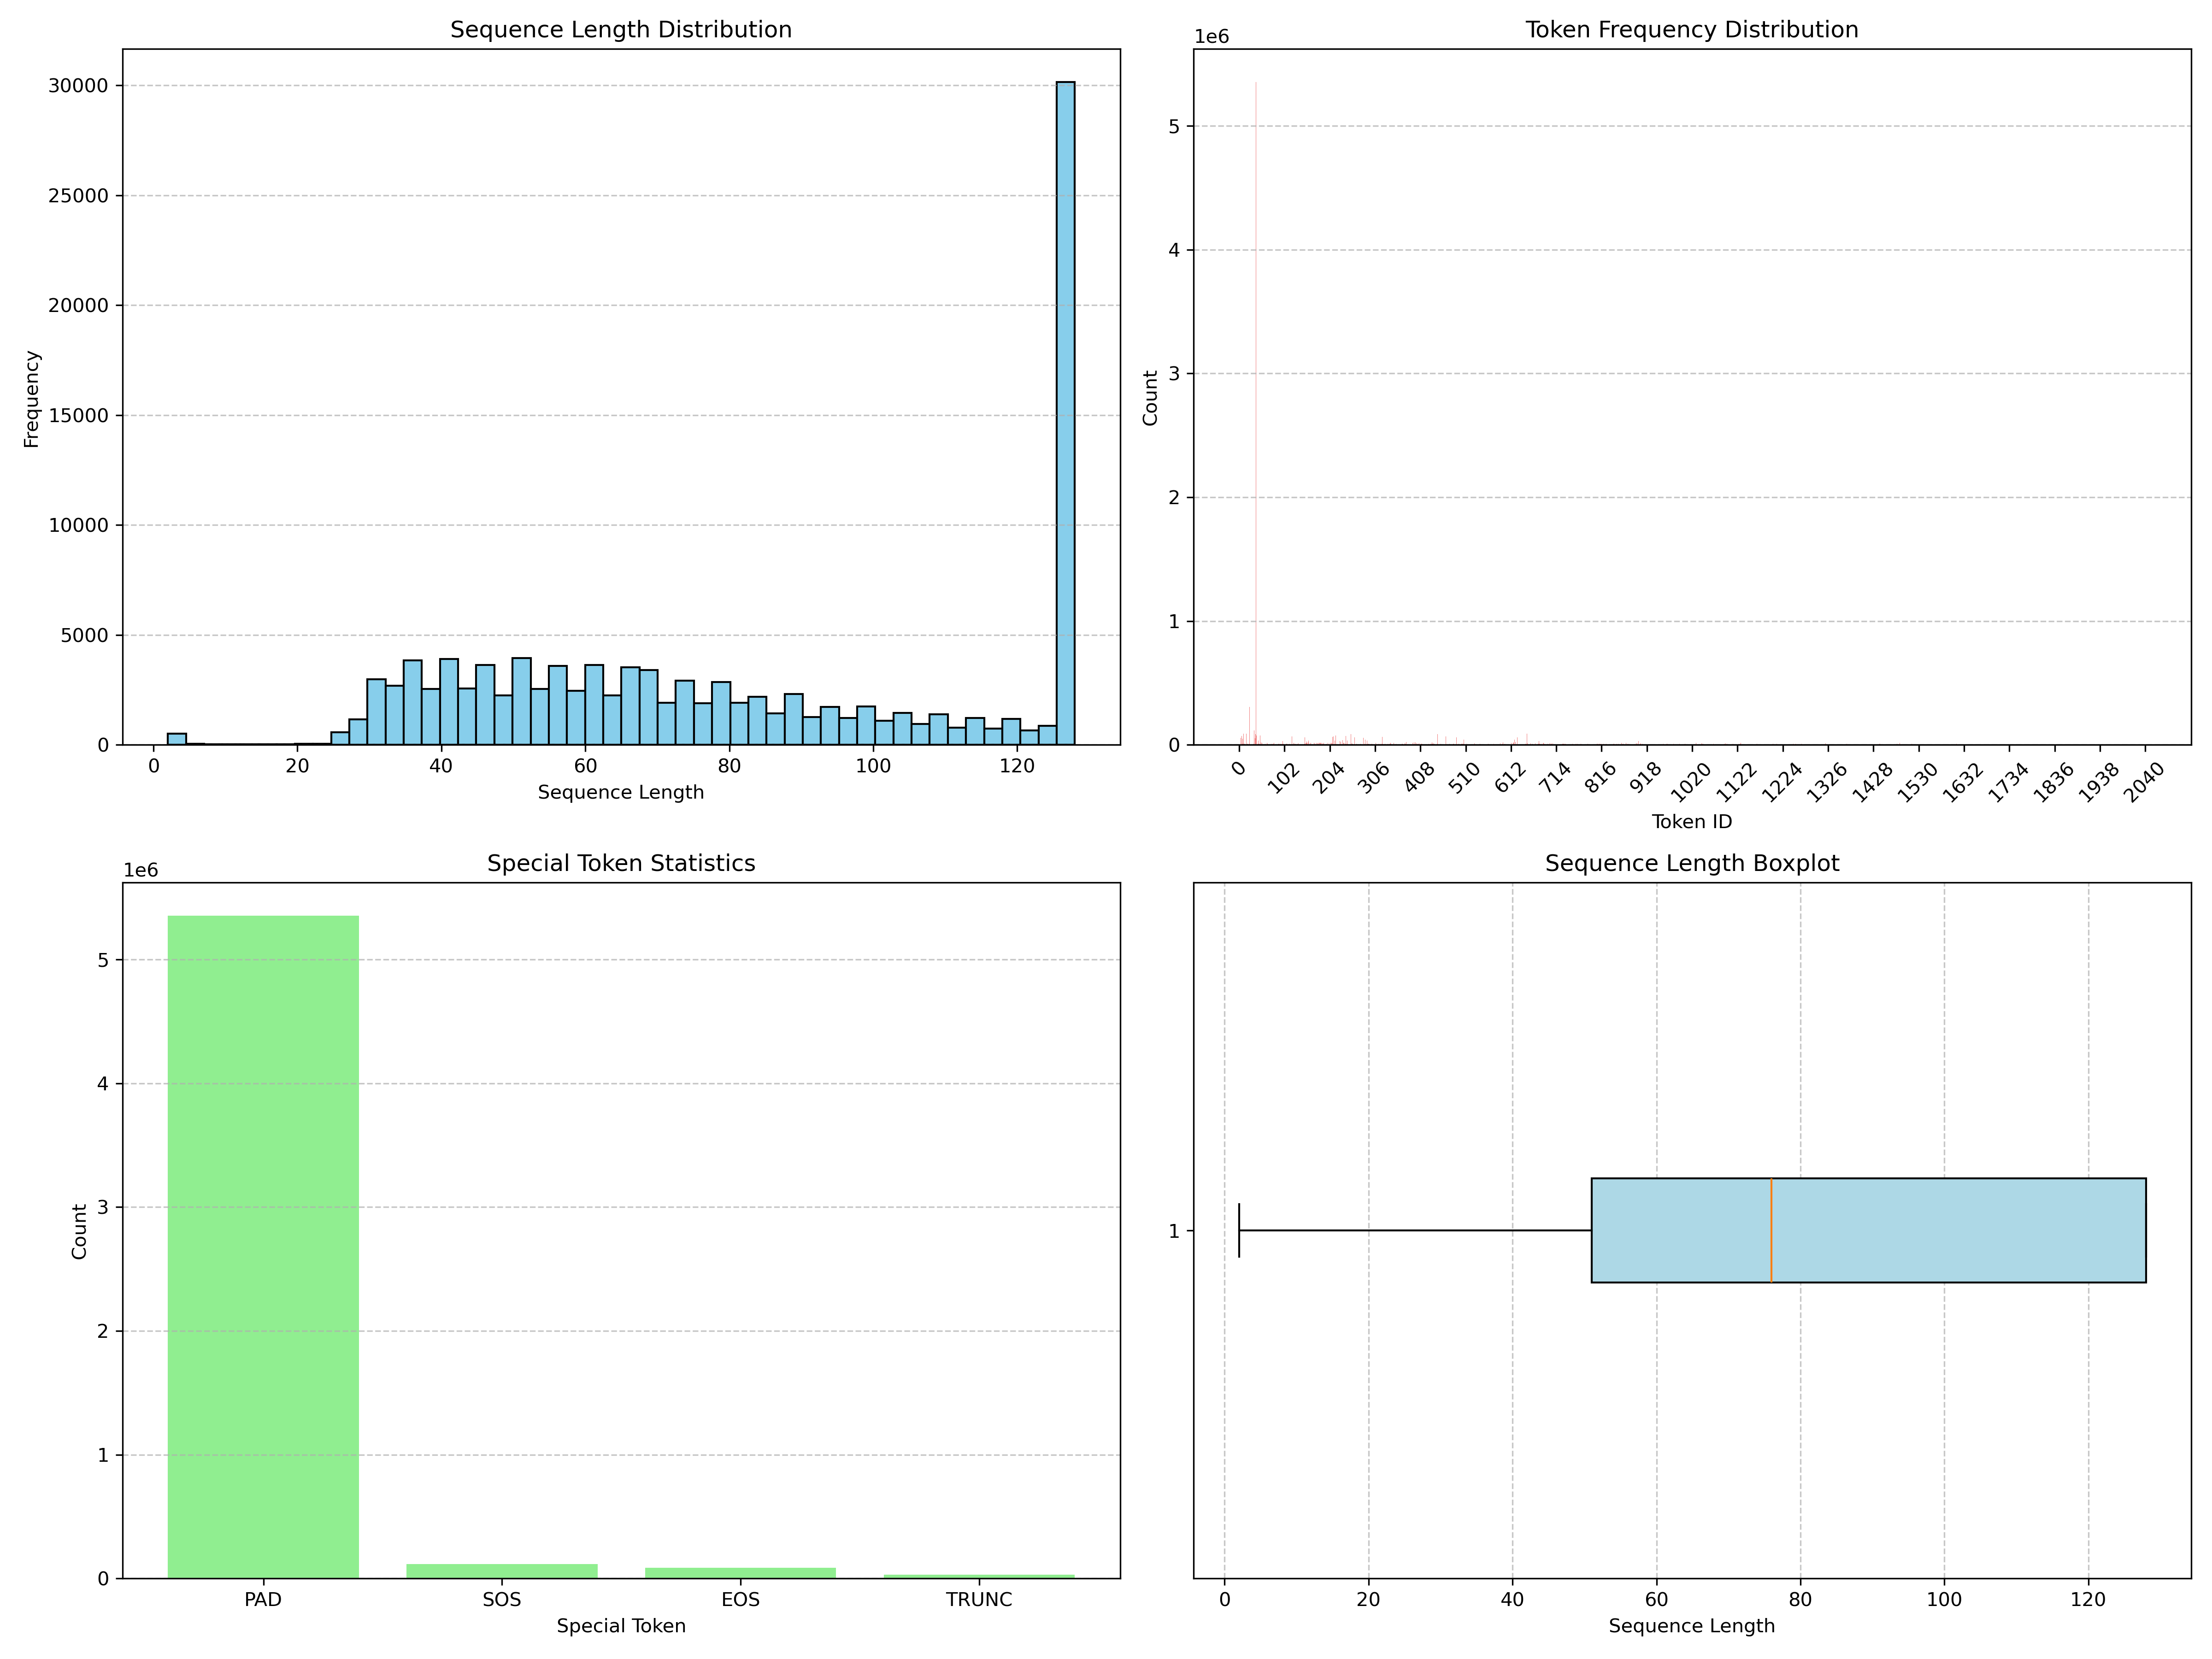 Sequence Length Distribution
30000
25000
20000
15000
10000
5000
0
Frequency
0 20 40 60 80 100 120
Sequence Length
Token Frequency Distribution
1e6
5
4
3
2
1
0
Count
0 102 204 306 408 510 612 714 816 918 1020 1122 1224 1326 1428 1530 1632 1734 1836 1938 2040
Token ID
Special Token Statistics
1e6
5
4
3
2
1
0
Count
PAD SOS EOS TRUNC
Special Token
Sequence Length Boxplot
1
0 20 40 60 80 100 120
Sequence Length